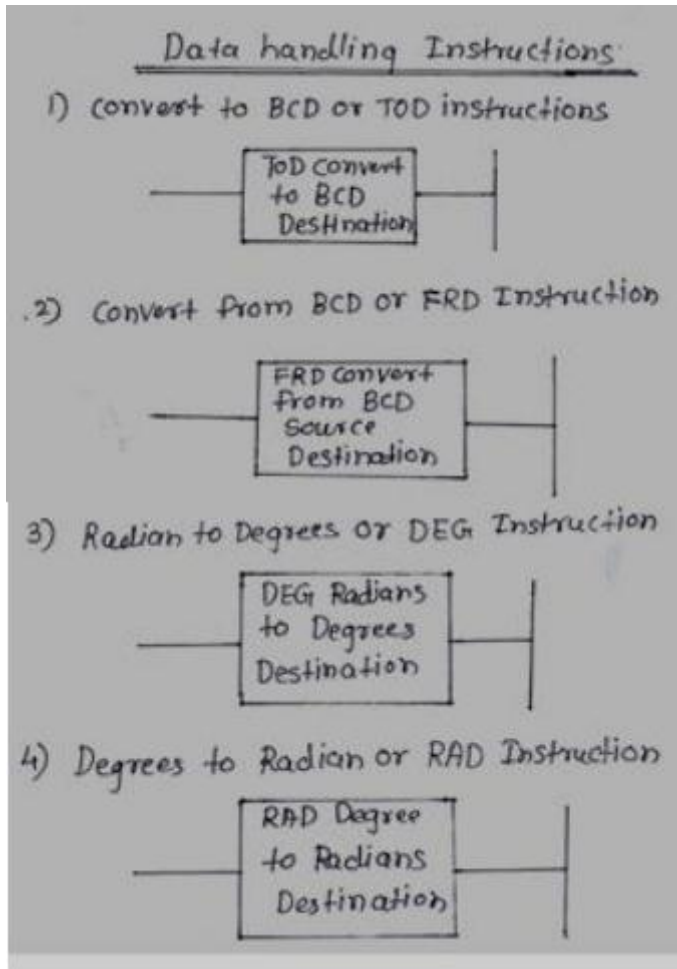 Data handling Instructions
1) Convert to BCD or TOD instructions
TOD Convert
to BCD
Destination
2) Convert from BCD or FRD Instruction
FRD Convert
from BCD
Source
Destination
3) Radian to Degrees or DEG Instruction
DEG Radians
to Degrees
Destination
4) Degrees to Radian or RAD Instruction
RAD Degree
to Radians
Destination